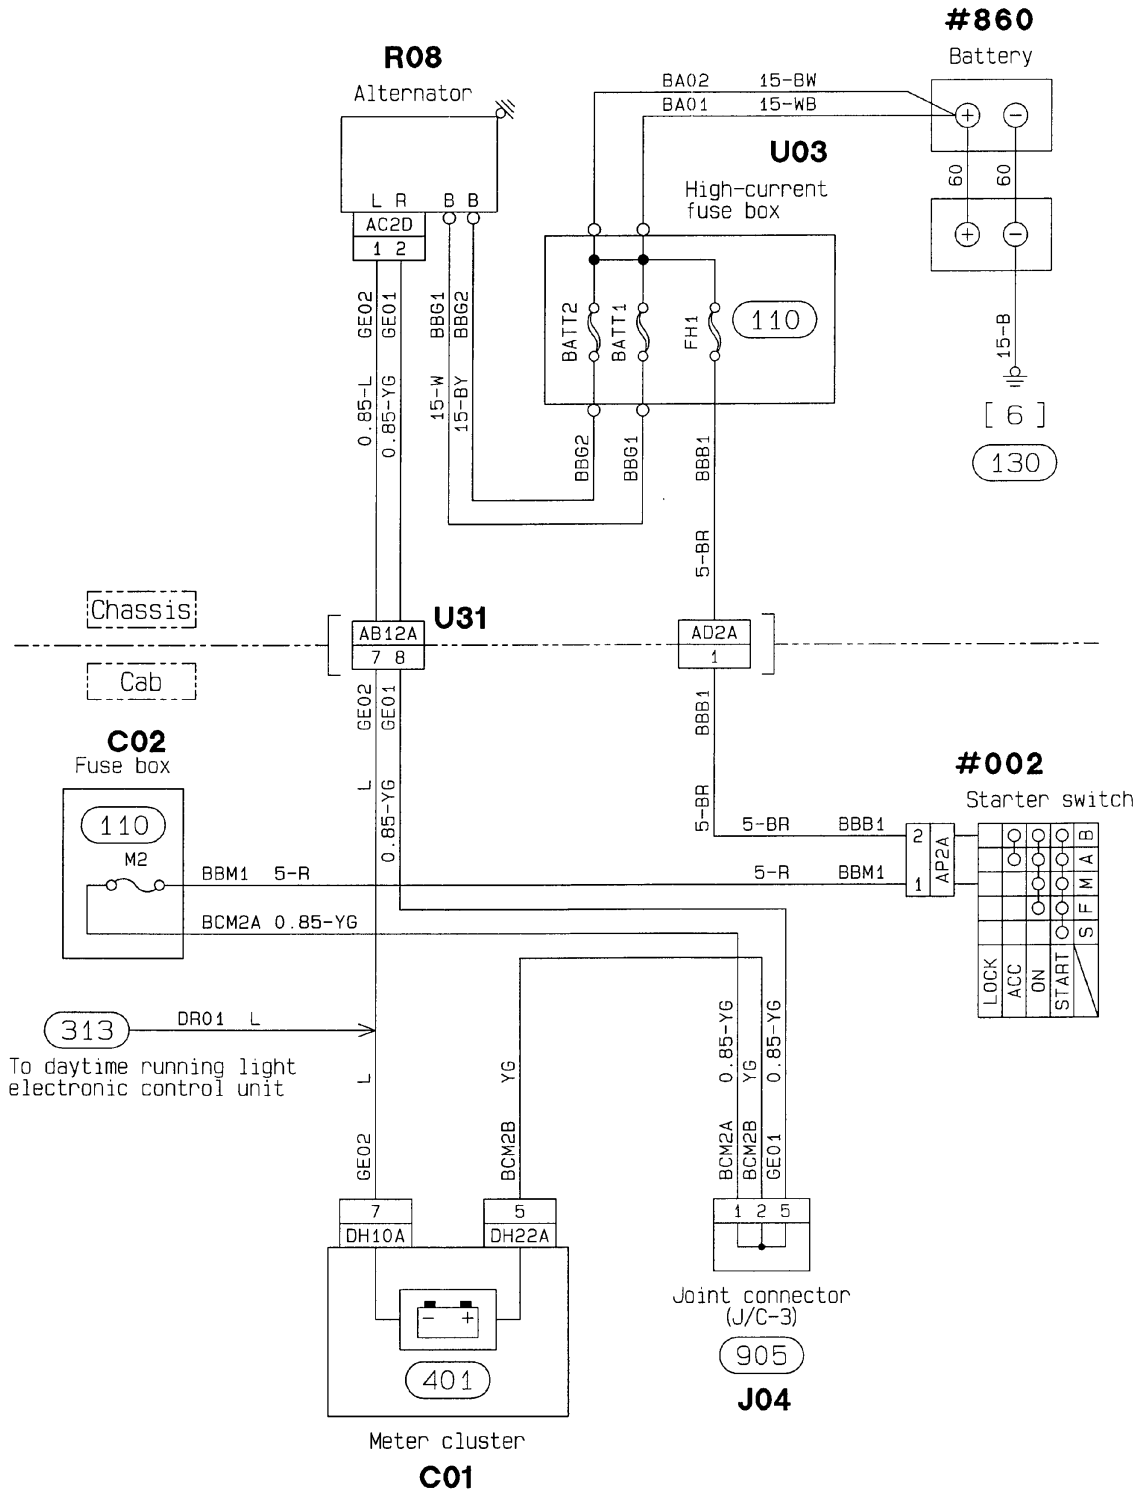 #860
Battery
R08
Alternator
BA02 15-BW
BA01 15-WB
+ −
U03
High-current
fuse box
60 60
L R B B
AC2D
1 2
+ −
GE02
GE01
BBG1
BBG2
BATT2
BATT1
FH1
110
15-B
0.85-L
0.85-YG
15-W
15-BY
[ 6 ]
130
BBG2
BBG1
BBB1
5-BR
Chassis
U31
AB12A
7 8
AD2A
1
Cab
GE02
GE01
BBB1
C02
Fuse box
#002
Starter switch
L
0.85-YG
5-BR
110
M2
5-BR BBB1
2
1
AP2A
B
A
M
F
S
LOCK
ACC
ON
START
BBM1 5-R
5-R BBM1
BCM2A 0.85-YG
313
DR01 L
To daytime running light
electronic control unit
L
YG
0.85-YG
YG
0.85-YG
GE02
BCM2B
BCM2A
BCM2B
GE01
7
DH10A
5
DH22A
1 2 5
− +
401
Joint connector
(J/C-3)
905
J04
Meter cluster
C01